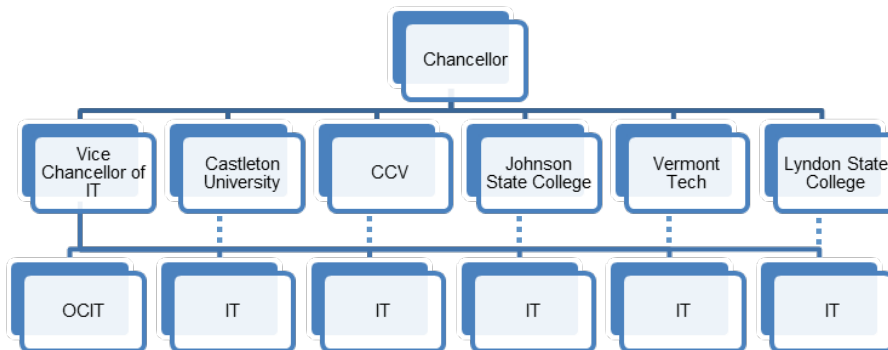 Chancellor
Vice
Chancellor of
IT
Castleton
University
CCV
Johnson
State College
Vermont
Tech
Lyndon State
College
OCIT
IT
IT
IT
IT
IT